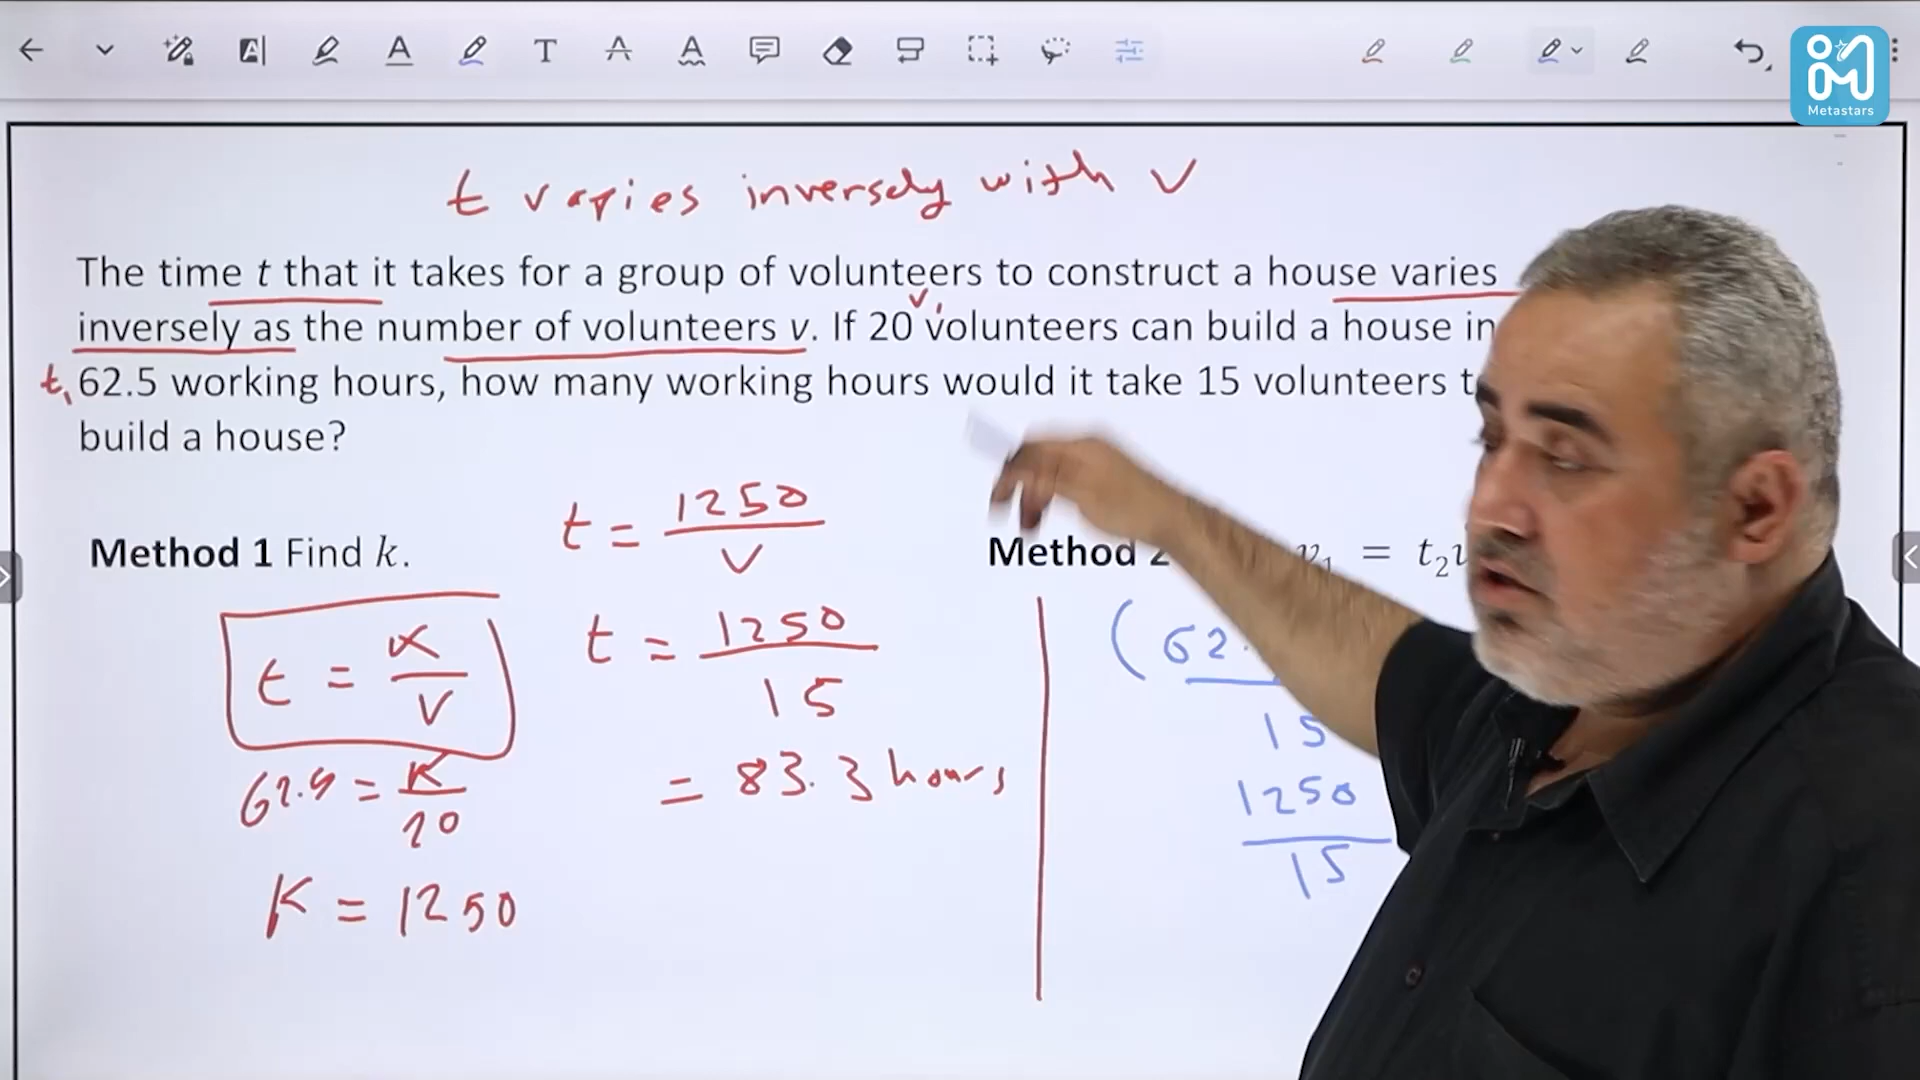 Metastars
t varies inversely with v
The time t that it takes for a group of volunteers to construct a house varies
v,
inversely as the number of volunteers v. If 20 volunteers can build a house in
t, 62.5 working hours, how many working hours would it take 15 volunteers
build a house?
t = 1250 / v
Method 1 Find k.
Method 2
v₁ = t₂
t = K / v
t = 1250 / 15
(62.
15
62.5 = K / 20
= 83.3 hours
1250 / 15
K = 1250